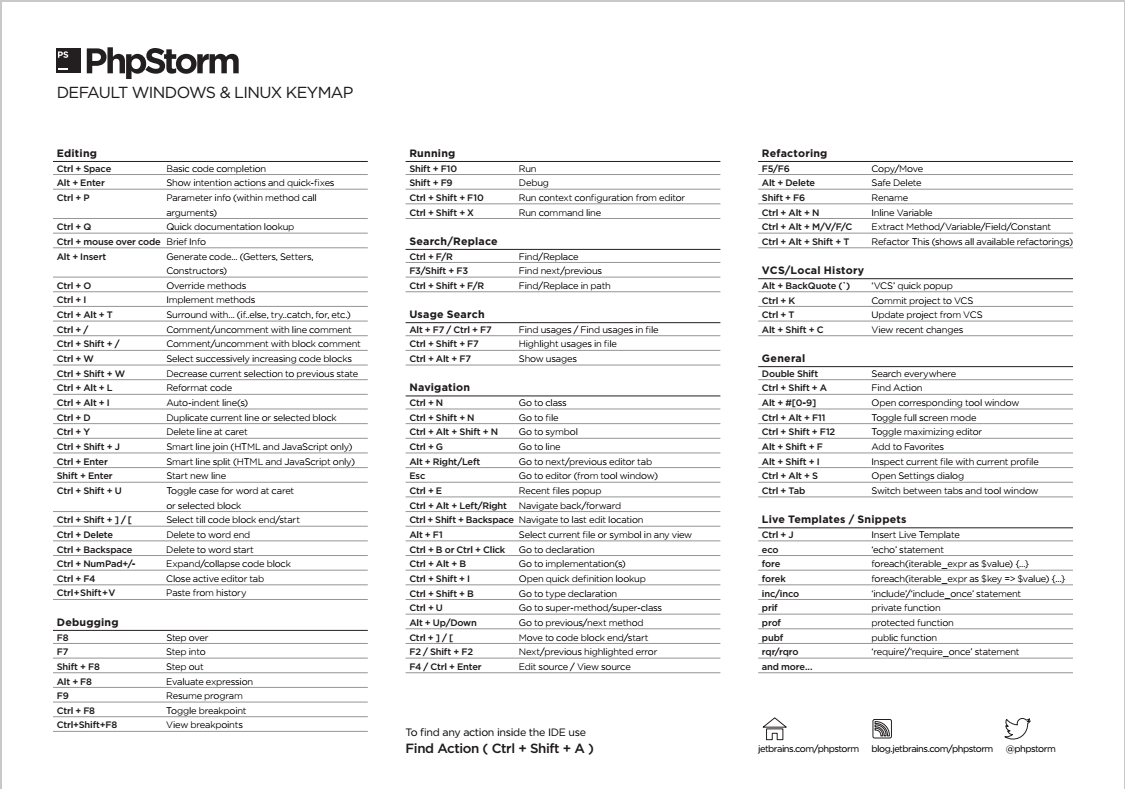 PS PhpStorm
DEFAULT WINDOWS & LINUX KEYMAP
Editing
Ctrl + Space Basic code completion
Alt + Enter Show intention actions and quick-fixes
Ctrl + P Parameter info (within method call
arguments)
Ctrl + Q Quick documentation lookup
Ctrl + mouse over code Brief Info
Alt + Insert Generate code... (Getters, Setters,
Constructors)
Ctrl + O Override methods
Ctrl + I Implement methods
Ctrl + Alt + T Surround with... (if..else, try..catch, for, etc.)
Ctrl + / Comment/uncomment with line comment
Ctrl + Shift + / Comment/uncomment with block comment
Ctrl + W Select successively increasing code blocks
Ctrl + Shift + W Decrease current selection to previous state
Ctrl + Alt + L Reformat code
Ctrl + Alt + I Auto-indent line(s)
Ctrl + D Duplicate current line or selected block
Ctrl + Y Delete line at caret
Ctrl + Shift + J Smart line join (HTML and JavaScript only)
Ctrl + Enter Smart line split (HTML and JavaScript only)
Shift + Enter Start new line
Ctrl + Shift + U Toggle case for word at caret
or selected block
Ctrl + Shift + ] / [ Select till code block end/start
Ctrl + Delete Delete to word end
Ctrl + Backspace Delete to word start
Ctrl + NumPad+/- Expand/collapse code block
Ctrl + F4 Close active editor tab
Ctrl+Shift+V Paste from history
Debugging
F8 Step over
F7 Step into
Shift + F8 Step out
Alt + F8 Evaluate expression
F9 Resume program
Ctrl + F8 Toggle breakpoint
Ctrl+Shift+F8 View breakpoints
Running
Shift + F10 Run
Shift + F9 Debug
Ctrl + Shift + F10 Run context configuration from editor
Ctrl + Shift + X Run command line
Search/Replace
Ctrl + F/R Find/Replace
F3/Shift + F3 Find next/previous
Ctrl + Shift + F/R Find/Replace in path
Usage Search
Alt + F7 / Ctrl + F7 Find usages / Find usages in file
Ctrl + Shift + F7 Highlight usages in file
Ctrl + Alt + F7 Show usages
Navigation
Ctrl + N Go to class
Ctrl + Shift + N Go to file
Ctrl + Alt + Shift + N Go to symbol
Ctrl + G Go to line
Alt + Right/Left Go to next/previous editor tab
Esc Go to editor (from tool window)
Ctrl + E Recent files popup
Ctrl + Alt + Left/Right Navigate back/forward
Ctrl + Shift + Backspace Navigate to last edit location
Alt + F1 Select current file or symbol in any view
Ctrl + B or Ctrl + Click Go to declaration
Ctrl + Alt + B Go to implementation(s)
Ctrl + Shift + I Open quick definition lookup
Ctrl + Shift + B Go to type declaration
Ctrl + U Go to super-method/super-class
Alt + Up/Down Go to previous/next method
Ctrl + ] / [ Move to code block end/start
F2 / Shift + F2 Next/previous highlighted error
F4 / Ctrl + Enter Edit source / View source
To find any action inside the IDE use
Find Action ( Ctrl + Shift + A )
Refactoring
F5/F6 Copy/Move
Alt + Delete Safe Delete
Shift + F6 Rename
Ctrl + Alt + N Inline Variable
Ctrl + Alt + M/V/F/C Extract Method/Variable/Field/Constant
Ctrl + Alt + Shift + T Refactor This (shows all available refactorings)
VCS/Local History
Alt + BackQuote (`) ‘VCS’ quick popup
Ctrl + K Commit project to VCS
Ctrl + T Update project from VCS
Alt + Shift + C View recent changes
General
Double Shift Search everywhere
Ctrl + Shift + A Find Action
Alt + #[0-9] Open corresponding tool window
Ctrl + Alt + F11 Toggle full screen mode
Ctrl + Shift + F12 Toggle maximizing editor
Alt + Shift + F Add to Favorites
Alt + Shift + I Inspect current file with current profile
Ctrl + Alt + S Open Settings dialog
Ctrl + Tab Switch between tabs and tool window
Live Templates / Snippets
Ctrl + J Insert Live Template
eco ‘echo’ statement
fore foreach(iterable_expr as $value) {...}
forek foreach(iterable_expr as $key => $value) {...}
inc/inco ‘include’/‘include_once’ statement
prif private function
prof protected function
pubf public function
rqr/rqro ‘require’/‘require_once’ statement
and more...
jetbrains.com/phpstorm blog.jetbrains.com/phpstorm @phpstorm